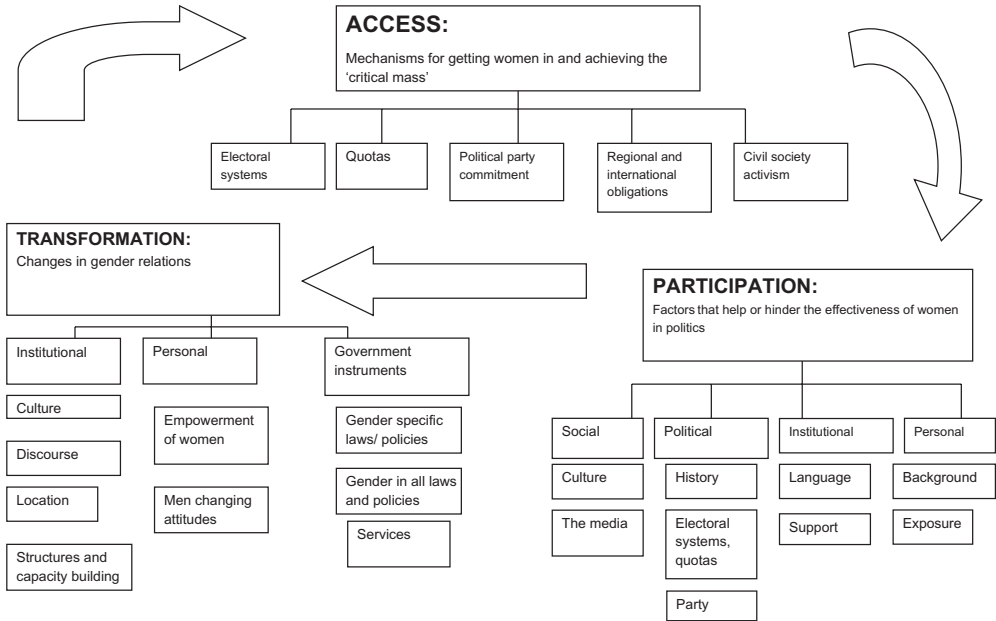 ACCESS:
Mechanisms for getting women in and achieving the
‘critical mass’
Electoral
systems
Quotas
Political party
commitment
Regional and
international
obligations
Civil society
activism
TRANSFORMATION:
Changes in gender relations
Institutional
Culture
Discourse
Location
Structures and
capacity building
Personal
Empowerment
of women
Men changing
attitudes
Government
instruments
Gender specific
laws/ policies
Gender in all laws
and policies
Services
PARTICIPATION:
Factors that help or hinder the effectiveness of women
in politics
Social
Culture
The media
Political
History
Electoral
systems,
quotas
Party
Institutional
Language
Support
Personal
Background
Exposure